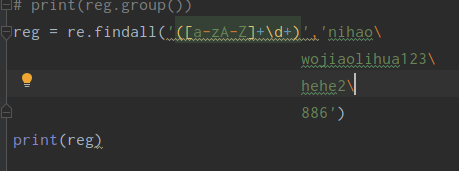 # print(reg.group())
reg = re.findall('([a-zA-Z]+\d+)','nihao\
wojiaolihua123\
hehe2\
886')
print(reg)